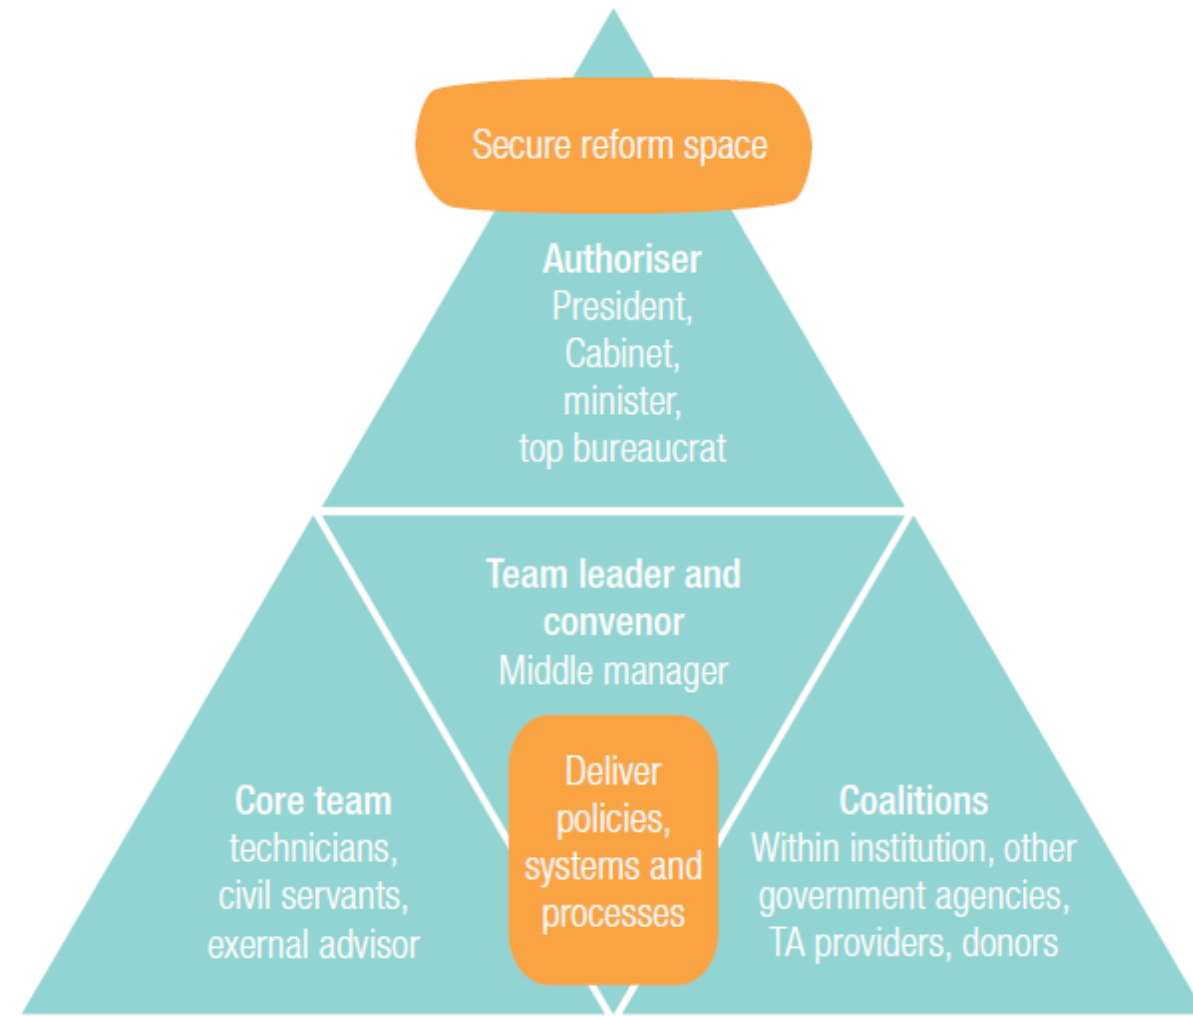 Secure reform space
Authoriser
President,
Cabinet,
minister,
top bureaucrat
Team leader and
convenor
Middle manager
Deliver
policies,
systems and
processes
Core team
technicians,
civil servants,
exernal advisor
Coalitions
Within institution, other
government agencies,
TA providers, donors